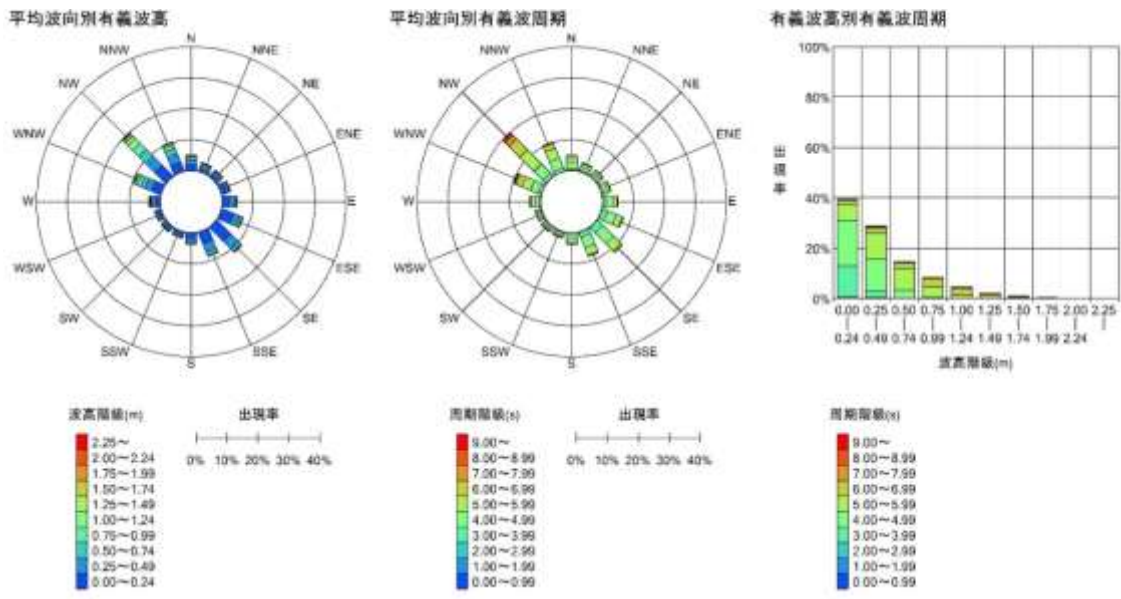 平均波向別有義波高
N
NNW
NNE
NW
NE
WNW
ENE
W
E
WSW
ESE
SW
SE
SSW
SSE
S
波高階級(m)
2.25～
2.00～2.24
1.75～1.99
1.50～1.74
1.25～1.49
1.00～1.24
0.75～0.99
0.50～0.74
0.25～0.49
0.00～0.24
出現率
0% 10% 20% 30% 40%
平均波向別有義波周期
N
NNW
NNE
NW
NE
WNW
ENE
W
E
WSW
ESE
SW
SE
SSW
SSE
S
周期階級(s)
9.00～
8.00～8.99
7.00～7.99
6.00～6.99
5.00～5.99
4.00～4.99
3.00～3.99
2.00～2.99
1.00～1.99
0.00～0.99
出現率
0% 10% 20% 30% 40%
有義波高別有義波周期
100%
80%
60%
40%
20%
0%
出現率
0.00 0.25 0.50 0.75 1.00 1.25 1.50 1.75 2.00 2.25
0.24 0.49 0.74 0.99 1.24 1.49 1.74 1.99 2.24
波高階級(m)
周期階級(s)
9.00～
8.00～8.99
7.00～7.99
6.00～6.99
5.00～5.99
4.00～4.99
3.00～3.99
2.00～2.99
1.00～1.99
0.00～0.99